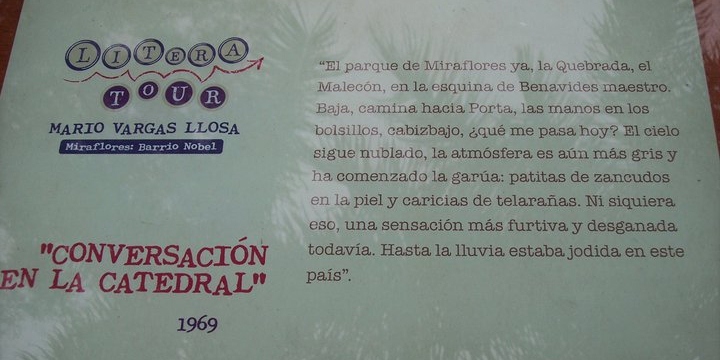 LITERA
TOUR
MARIO VARGAS LLOSA
Miraflores: Barrio Nobel
"CONVERSACIÓN
EN LA CATEDRAL"
1969
“El parque de Miraflores ya, la Quebrada, el
Malecón, en la esquina de Benavides maestro.
Baja, camina hacia Porta, las manos en los
bolsillos, cabizbajo, ¿qué me pasa hoy? El cielo
sigue nublado, la atmósfera es aún más gris y
ha comenzado la garúa: patitas de zancudos
en la piel y caricias de telarañas. Ni siquiera
eso, una sensación más furtiva y desganada
todavía. Hasta la lluvia estaba jodida en este
país”.